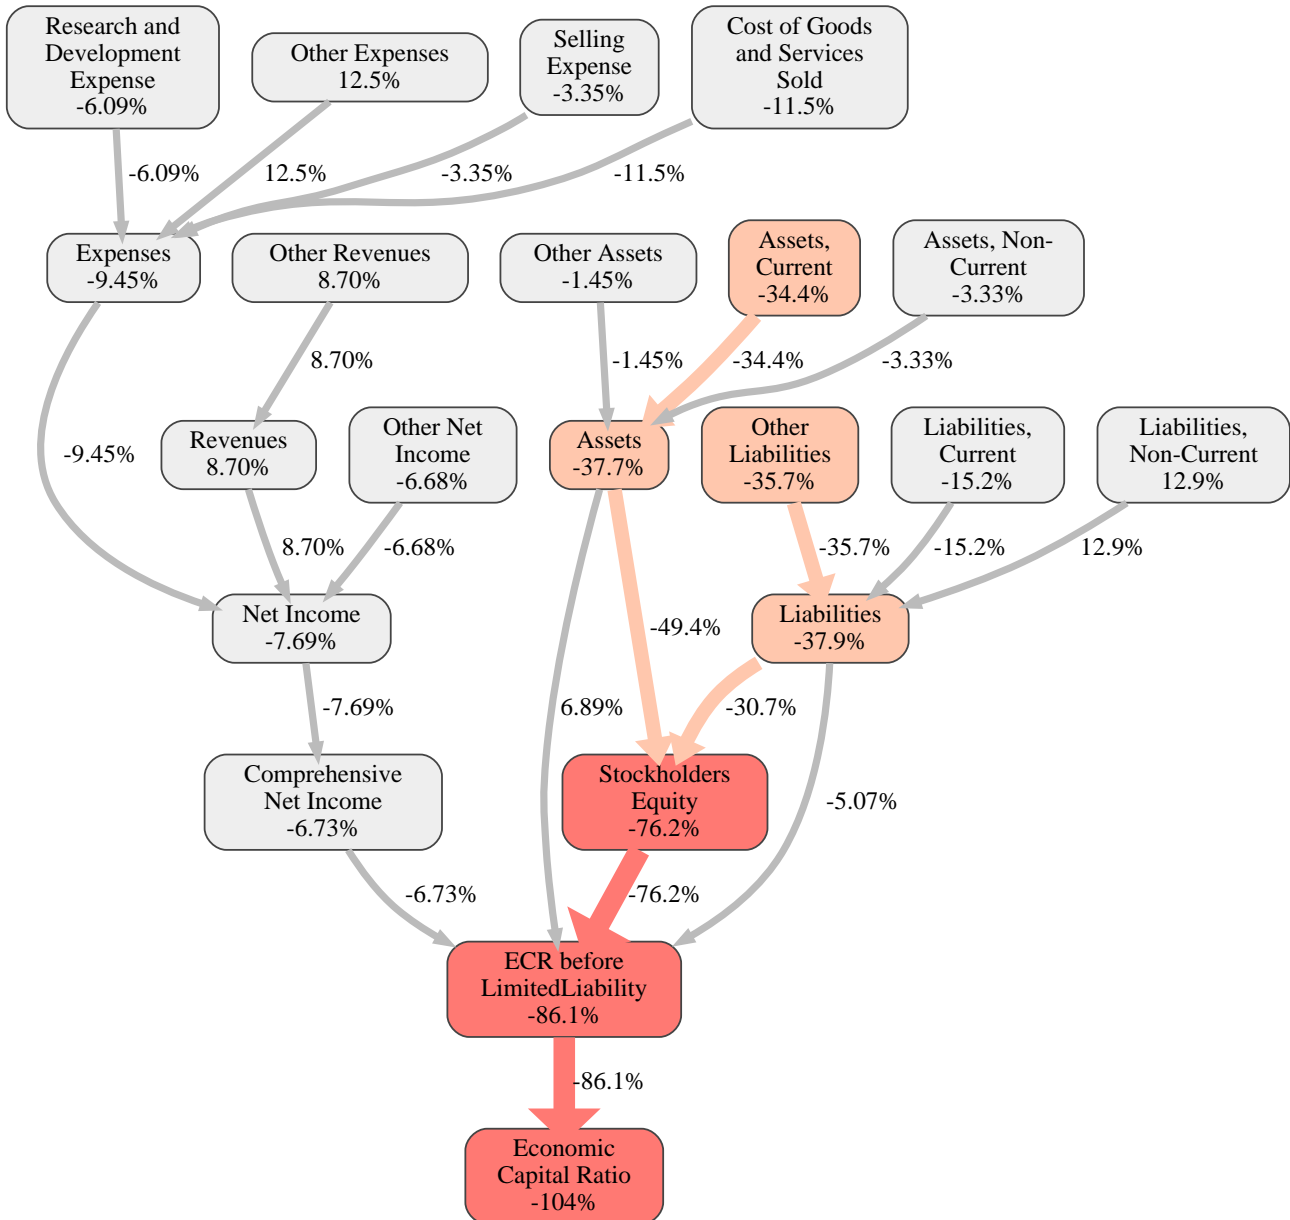 Research and
Development
Expense
-6.09%
Other Expenses
12.5%
Selling
Expense
-3.35%
Cost of Goods
and Services
Sold
-11.5%
-6.09%
12.5%
-3.35%
-11.5%
Expenses
-9.45%
Other Revenues
8.70%
Other Assets
-1.45%
Assets,
Current
-34.4%
Assets, Non-
Current
-3.33%
8.70%
-1.45%
-34.4%
-3.33%
-9.45%
Revenues
8.70%
Other Net
Income
-6.68%
Assets
-37.7%
Other
Liabilities
-35.7%
Liabilities,
Current
-15.2%
Liabilities,
Non-Current
12.9%
8.70%
-6.68%
-35.7%
-15.2%
12.9%
Net Income
-7.69%
-49.4%
Liabilities
-37.9%
-7.69%
6.89%
-30.7%
Comprehensive
Net Income
-6.73%
Stockholders
Equity
-76.2%
-5.07%
-6.73%
-76.2%
ECR before
LimitedLiability
-86.1%
-86.1%
Economic
Capital Ratio
-104%